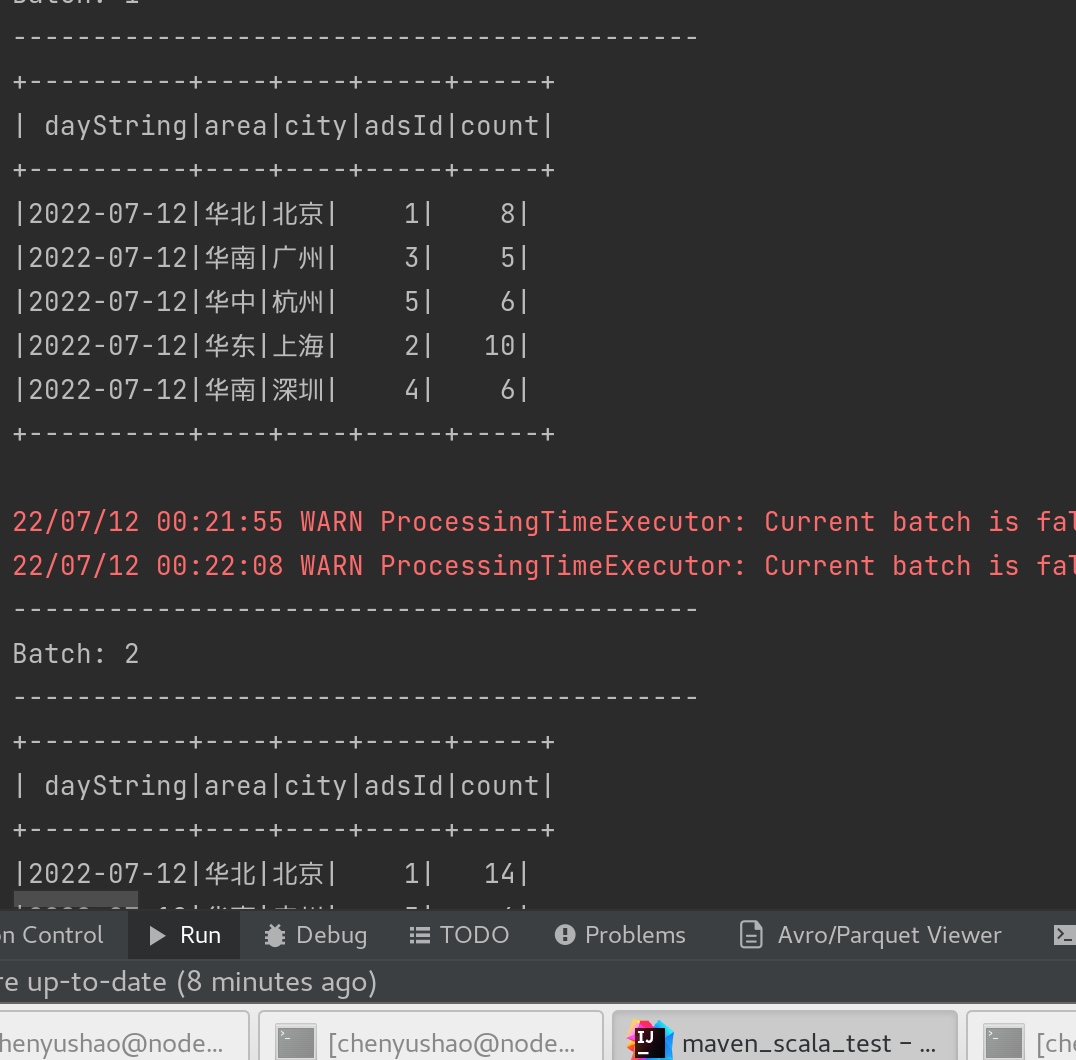 Batch: 1
-------------------------------------------
+----------+----+----+-----+-----+
| dayString|area|city|adsId|count|
+----------+----+----+-----+-----+
|2022-07-12|华北|北京|    1|    8|
|2022-07-12|华南|广州|    3|    5|
|2022-07-12|华中|杭州|    5|    6|
|2022-07-12|华东|上海|    2|   10|
|2022-07-12|华南|深圳|    4|    6|
+----------+----+----+-----+-----+
22/07/12 00:21:55 WARN ProcessingTimeExecutor: Current batch is fal
22/07/12 00:22:08 WARN ProcessingTimeExecutor: Current batch is fal
-------------------------------------------
Batch: 2
-------------------------------------------
+----------+----+----+-----+-----+
| dayString|area|city|adsId|count|
+----------+----+----+-----+-----+
|2022-07-12|华北|北京|    1|   14|
on Control Run Debug TODO Problems Avro/Parquet Viewer
re up-to-date (8 minutes ago)
henyushao@node... [chenyushao@node... IJ maven_scala_test – ... [che